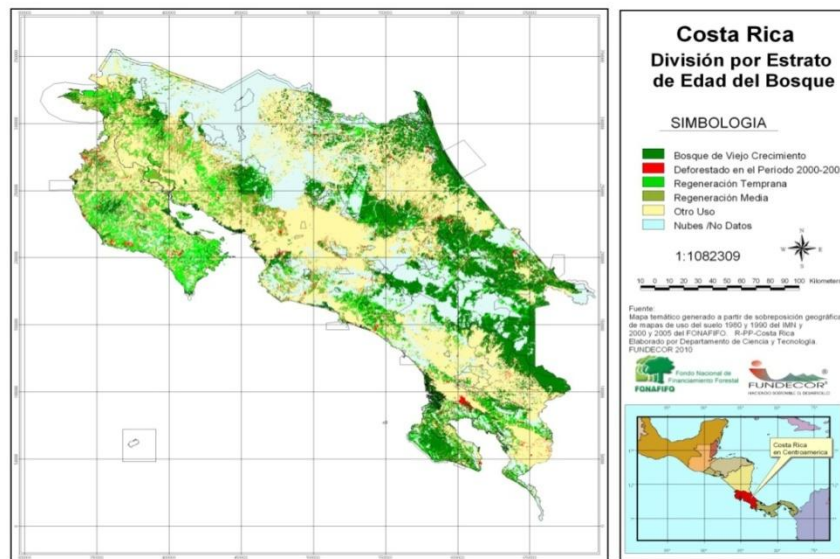 Costa Rica
División por Estrato
de Edad del Bosque
SIMBOLOGIA
Bosque de Viejo Crecimiento
Deforestado en el Periodo 2000-200
Regeneración Temprana
Regeneración Media
Otro Uso
Nubes /No Datos
1:1082309
10 0 10 20 30 40 50 60 70 80 90 100 Kilometers
Fuente:
Mapa temático generado a partir de sobreposición geográfica
de mapas de uso del suelo 1980 y 1990 del IMN y
2000 y 2005 del FONAFIFO. R-PP-Costa Rica
Elaborado por Departamento de Ciencia y Tecnología.
FUNDECOR 2010
Fondo Nacional de
Financiamiento Forestal
FONAFIFO
FUNDECOR
Costa Rica
en Centroamerica